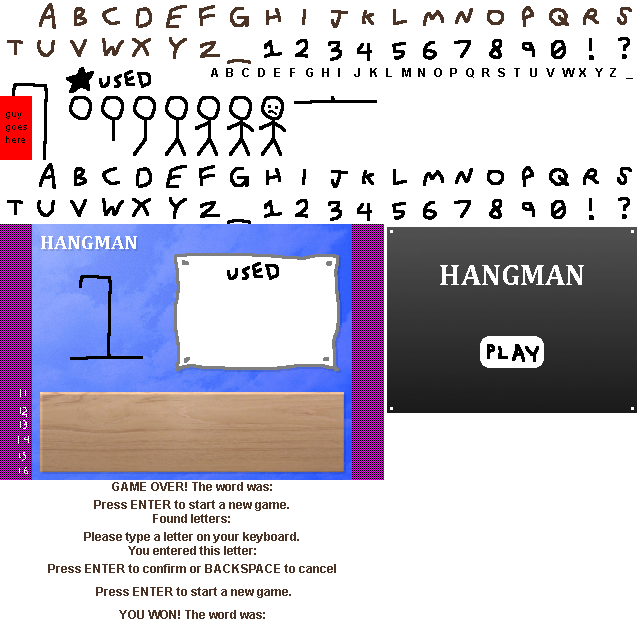 A B C D E F G H I J K L M N O P Q R S
T U V W X Y Z _ 1 2 3 4 5 6 7 8 9 0 ! ?
A B C D E F G H I J K L M N O P Q R S T U V W X Y Z _
USED
guy
goes
here
A B C D E F G H I J K L M N O P Q R S
T U V W X Y Z _ 1 2 3 4 5 6 7 8 9 0 ! ?
HANGMAN
USED
11
12
13
14
15
16
HANGMAN
PLAY
GAME OVER! The word was:
Press ENTER to start a new game.
Found letters:
Please type a letter on your keyboard.
You entered this letter:
Press ENTER to confirm or BACKSPACE to cancel
Press ENTER to start a new game.
YOU WON! The word was: